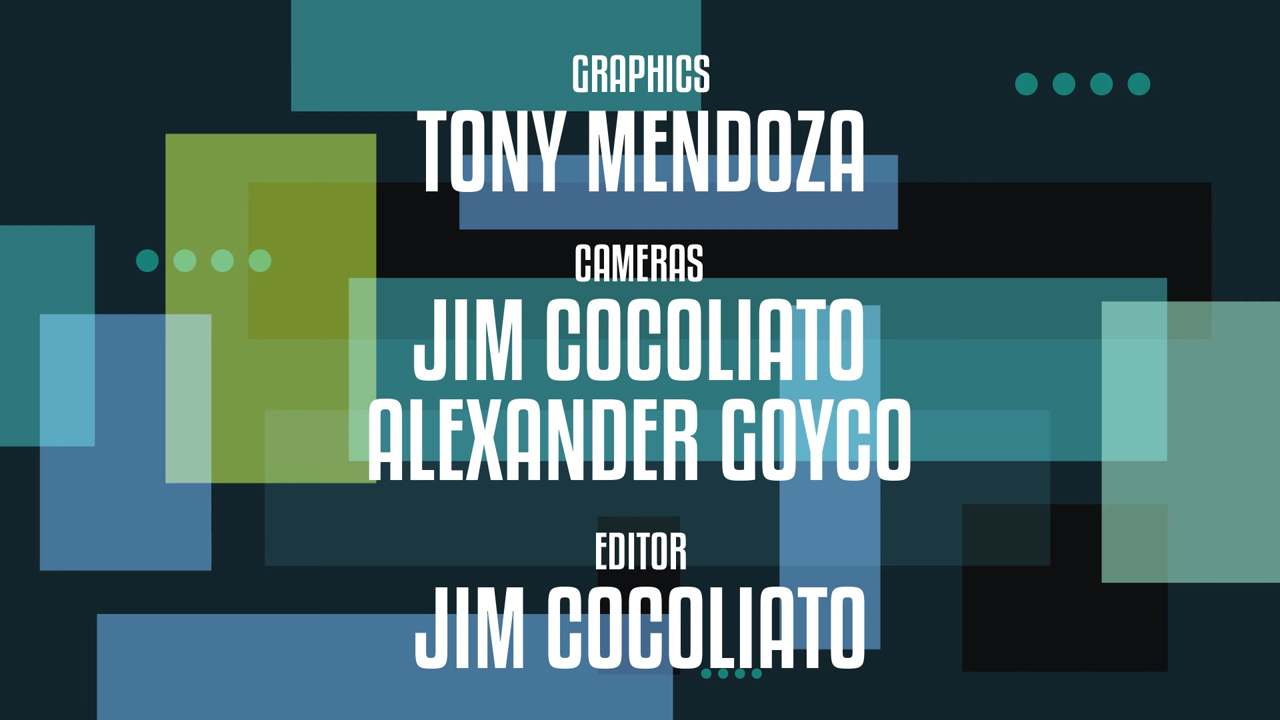 GRAPHICS
TONY MENDOZA
CAMERAS
JIM COCOLIATO
ALEXANDER GOYCO
EDITOR
JIM COCOLIATO